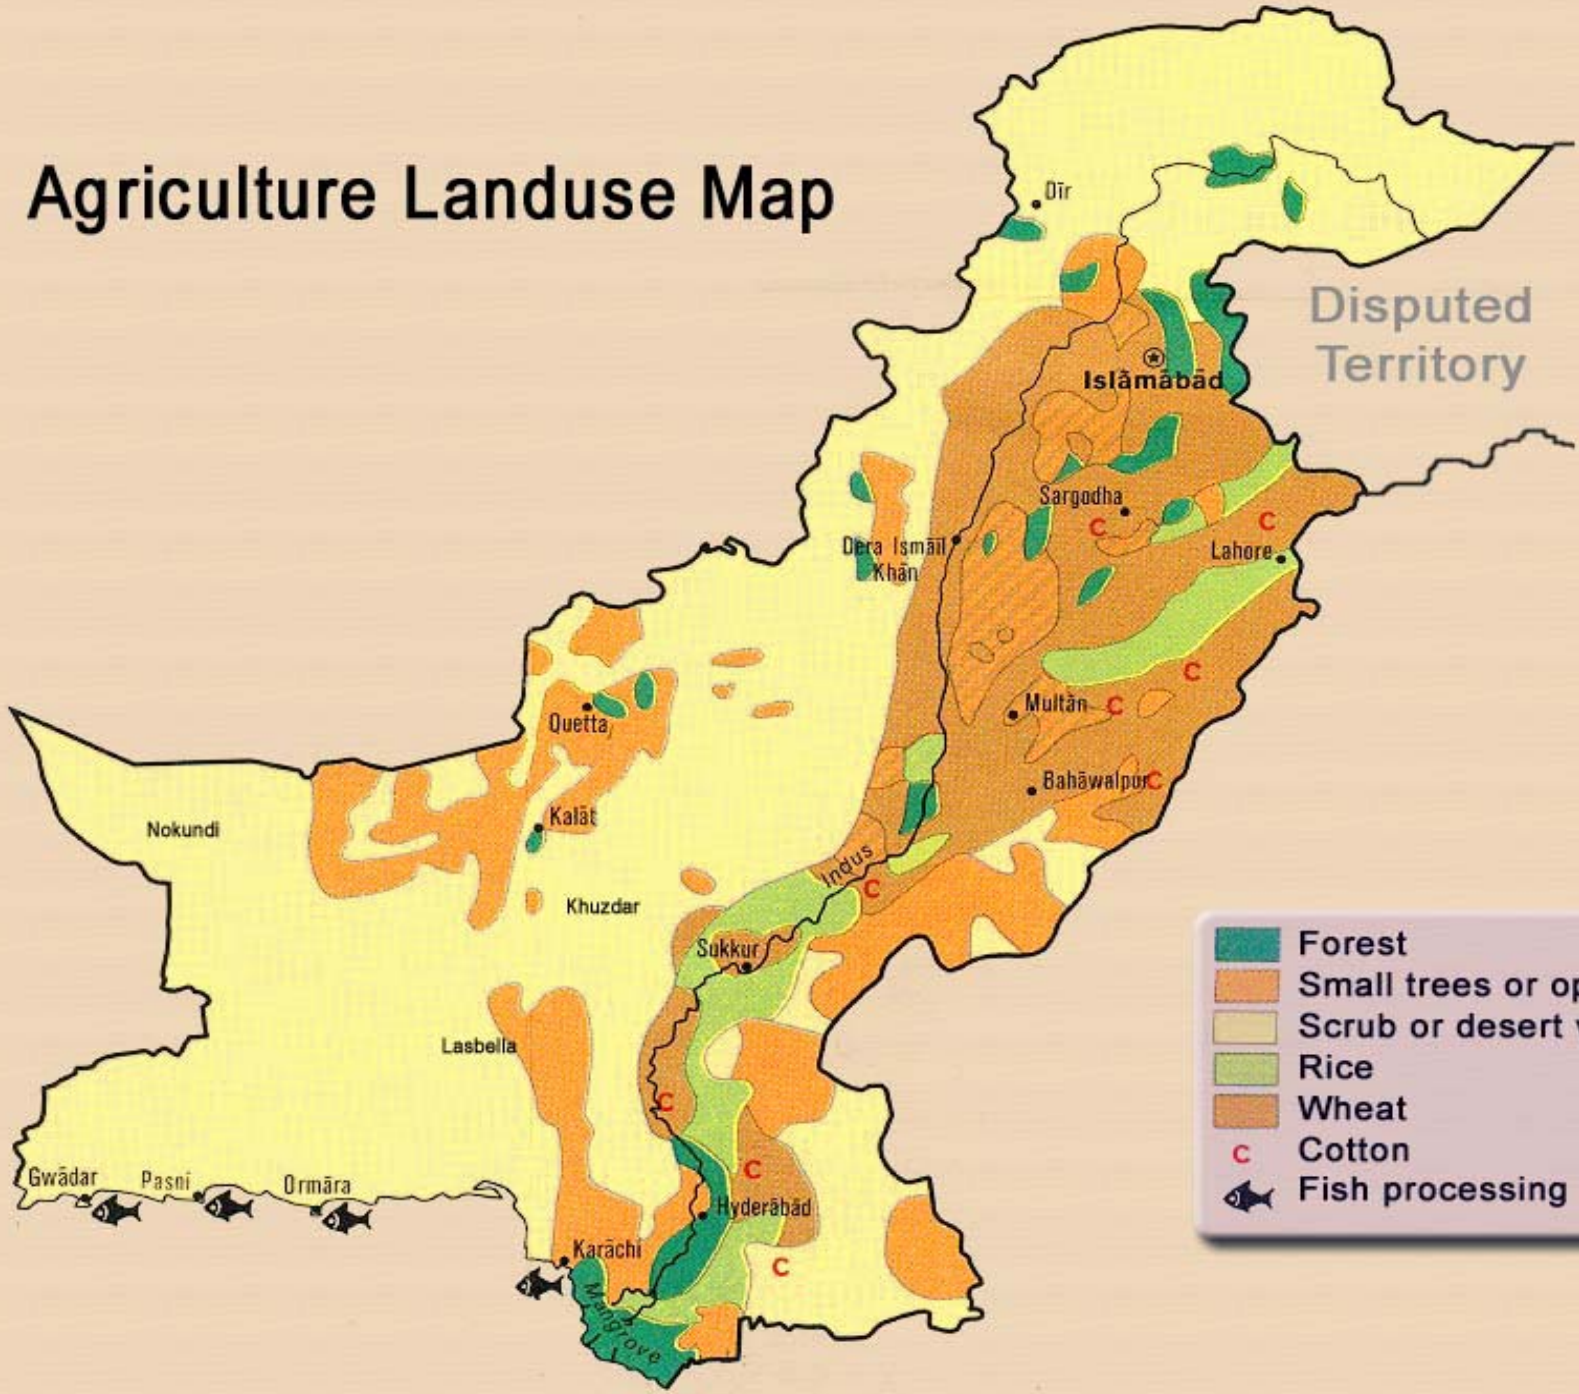 Agriculture Landuse Map
Dīr
Disputed
Territory
Islāmābād
Sargodha
Dera Ismāil
Khān
Lahore
Quetta
Multān
Bahāwalpur
Nokundi
Kalāt
Indus
Khuzdar
Sukkur
Lasbella
Gwādar
Pasni
Ormāra
Hyderābād
Karāchi
Mangrove
C
C
C
C
C
C
C
C
C
Forest
Small trees or op
Scrub or desert
Rice
Wheat
C Cotton
Fish processing